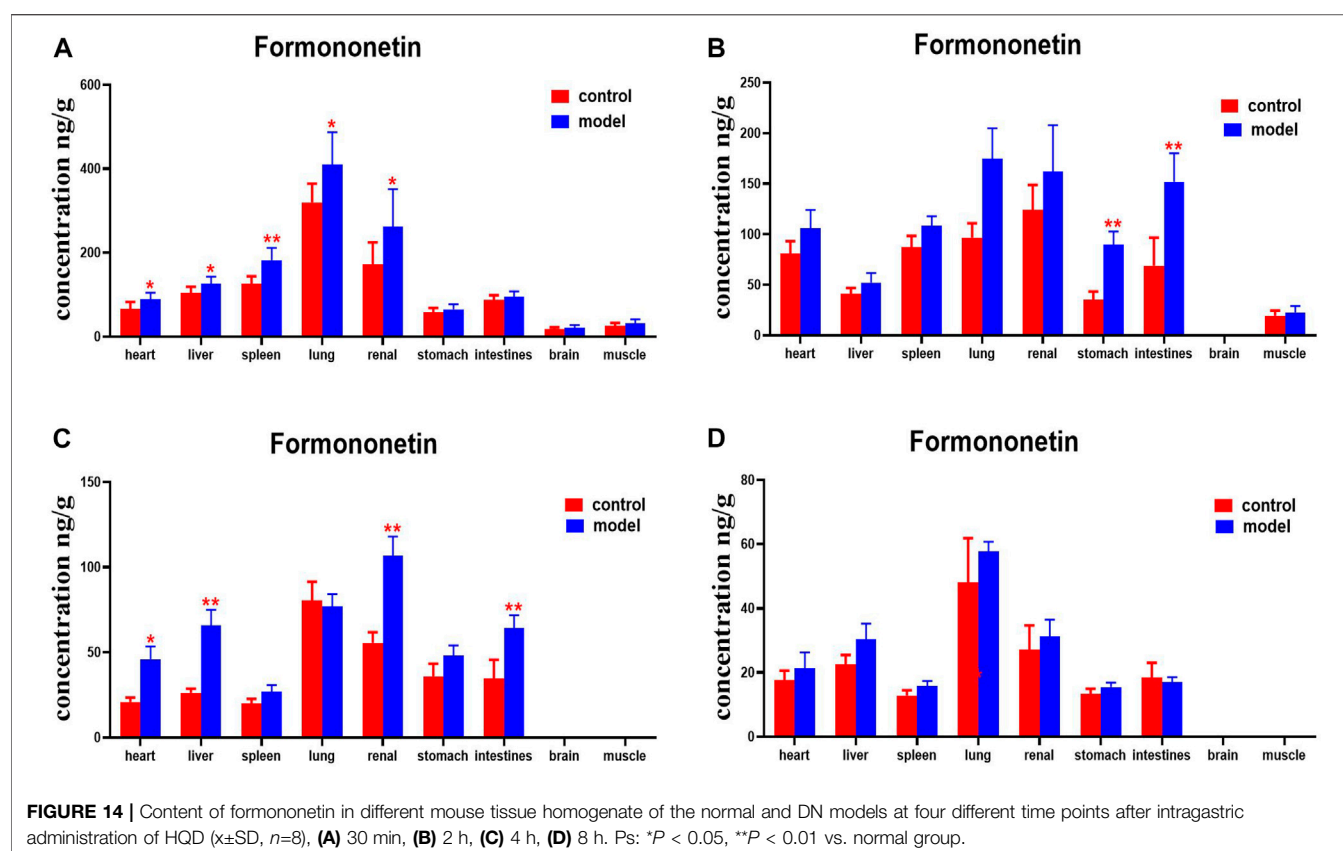 A
Formononetin
concentration ng/g
600
400
200
0
control
model
*
*
**
*
*
heart liver spleen lung renal stomach intestines brain muscle
B
Formononetin
concentration ng/g
250
200
150
100
50
0
control
model
**
**
heart liver spleen lung renal stomach intestines brain muscle
C
Formononetin
concentration ng/g
150
100
50
0
control
model
*
**
**
**
heart liver spleen lung renal stomach intestines brain muscle
D
Formononetin
concentration ng/g
80
60
40
20
0
control
model
heart liver spleen lung renal stomach intestines brain muscle
FIGURE 14 | Content of formononetin in different mouse tissue homogenate of the normal and DN models at four different time points after intragastric
administration of HQD (x±SD, n=8), (A) 30 min, (B) 2 h, (C) 4 h, (D) 8 h. Ps: *P < 0.05, **P < 0.01 vs. normal group.